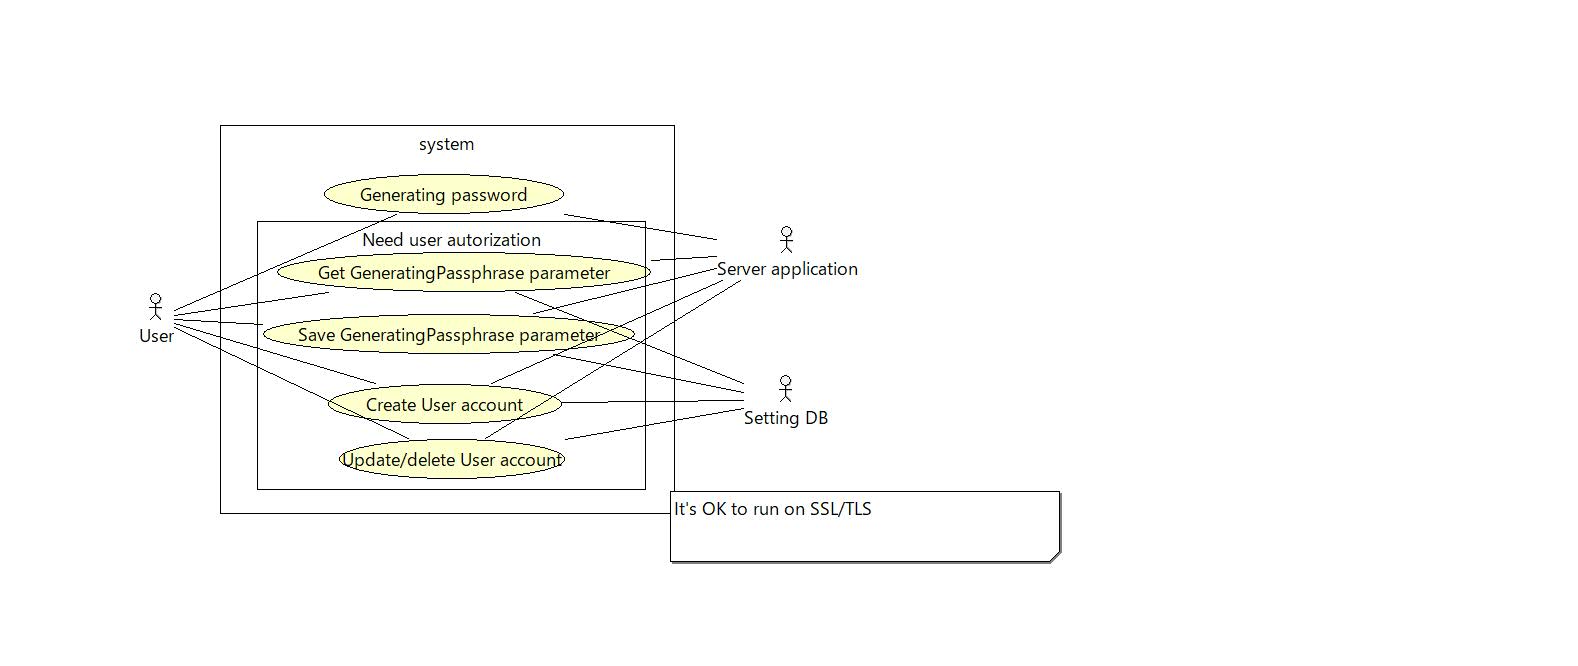 system
Generating password
Need user autorization
Get GeneratingPassphrase parameter
Server application
Save GeneratingPassphrase parameter
User
Create User account
Setting DB
Update/delete User account
It's OK to run on SSL/TLS